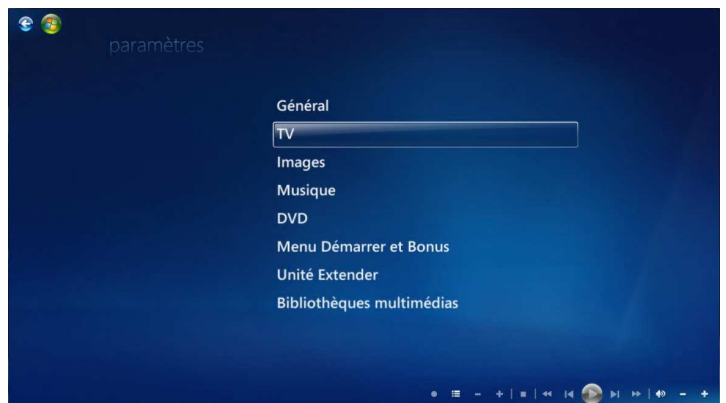 paramètres
Général
TV
Images
Musique
DVD
Menu Démarrer et Bonus
Unité Extender
Bibliothèques multimédias